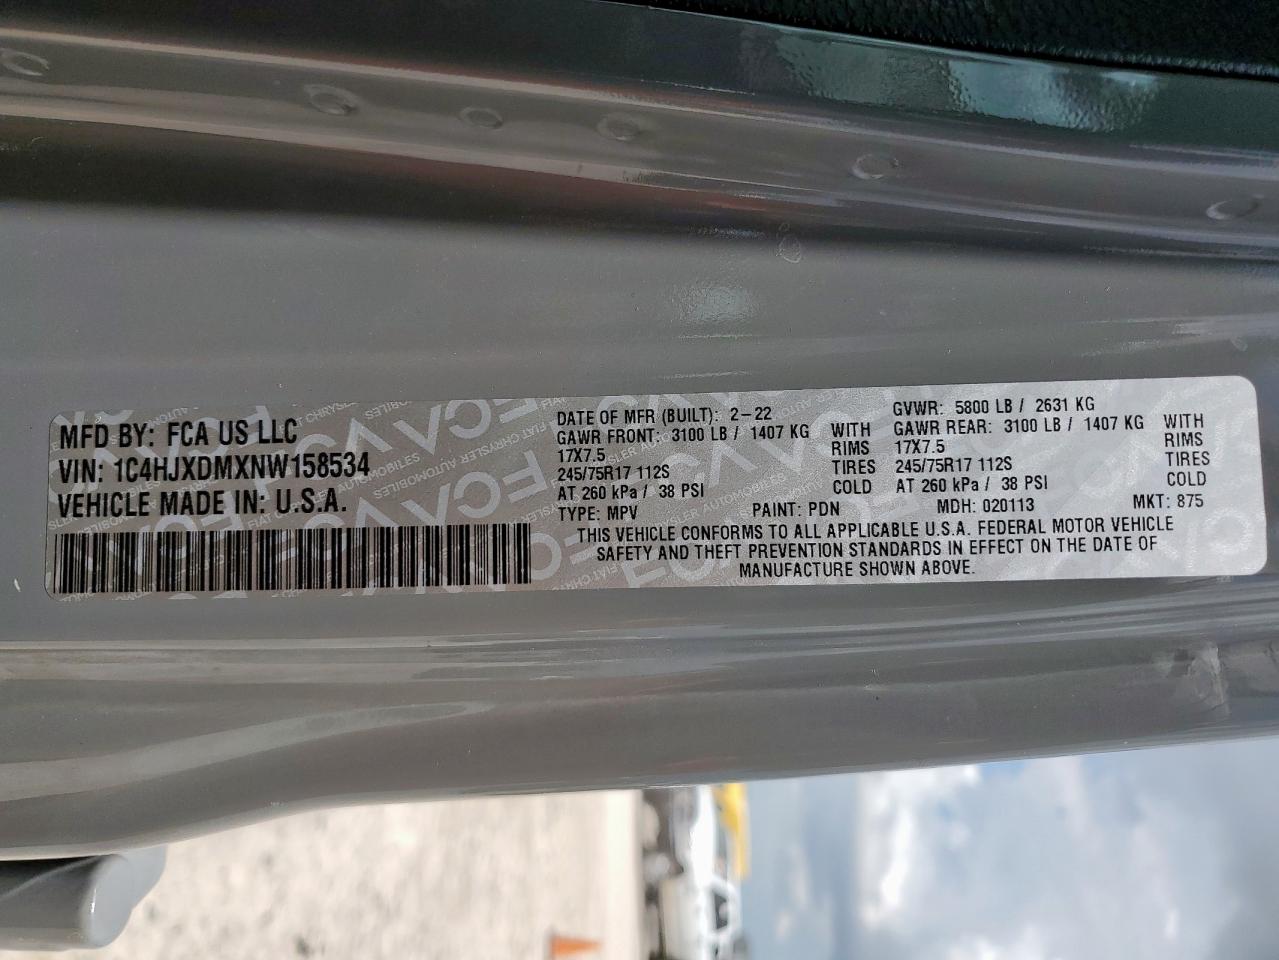 MFD BY: FCA US LLC
VIN: 1C4HJXDMXNW158534
VEHICLE MADE IN: U.S.A.
DATE OF MFR (BUILT): 2-22 GVWR: 5800 LB / 2631 KG
GAWR FRONT: 3100 LB / 1407 KG WITH GAWR REAR: 3100 LB / 1407 KG WITH
17X7.5 RIMS 17X7.5 RIMS
245/75R17 112S TIRES 245/75R17 112S TIRES
AT 260 kPa / 38 PSI COLD AT 260 kPa / 38 PSI COLD
TYPE: MPV PAINT: PDN MDH: 020113 MKT: 875
THIS VEHICLE CONFORMS TO ALL APPLICABLE U.S.A. FEDERAL MOTOR VEHICLE
SAFETY AND THEFT PREVENTION STANDARDS IN EFFECT ON THE DATE OF
MANUFACTURE SHOWN ABOVE.